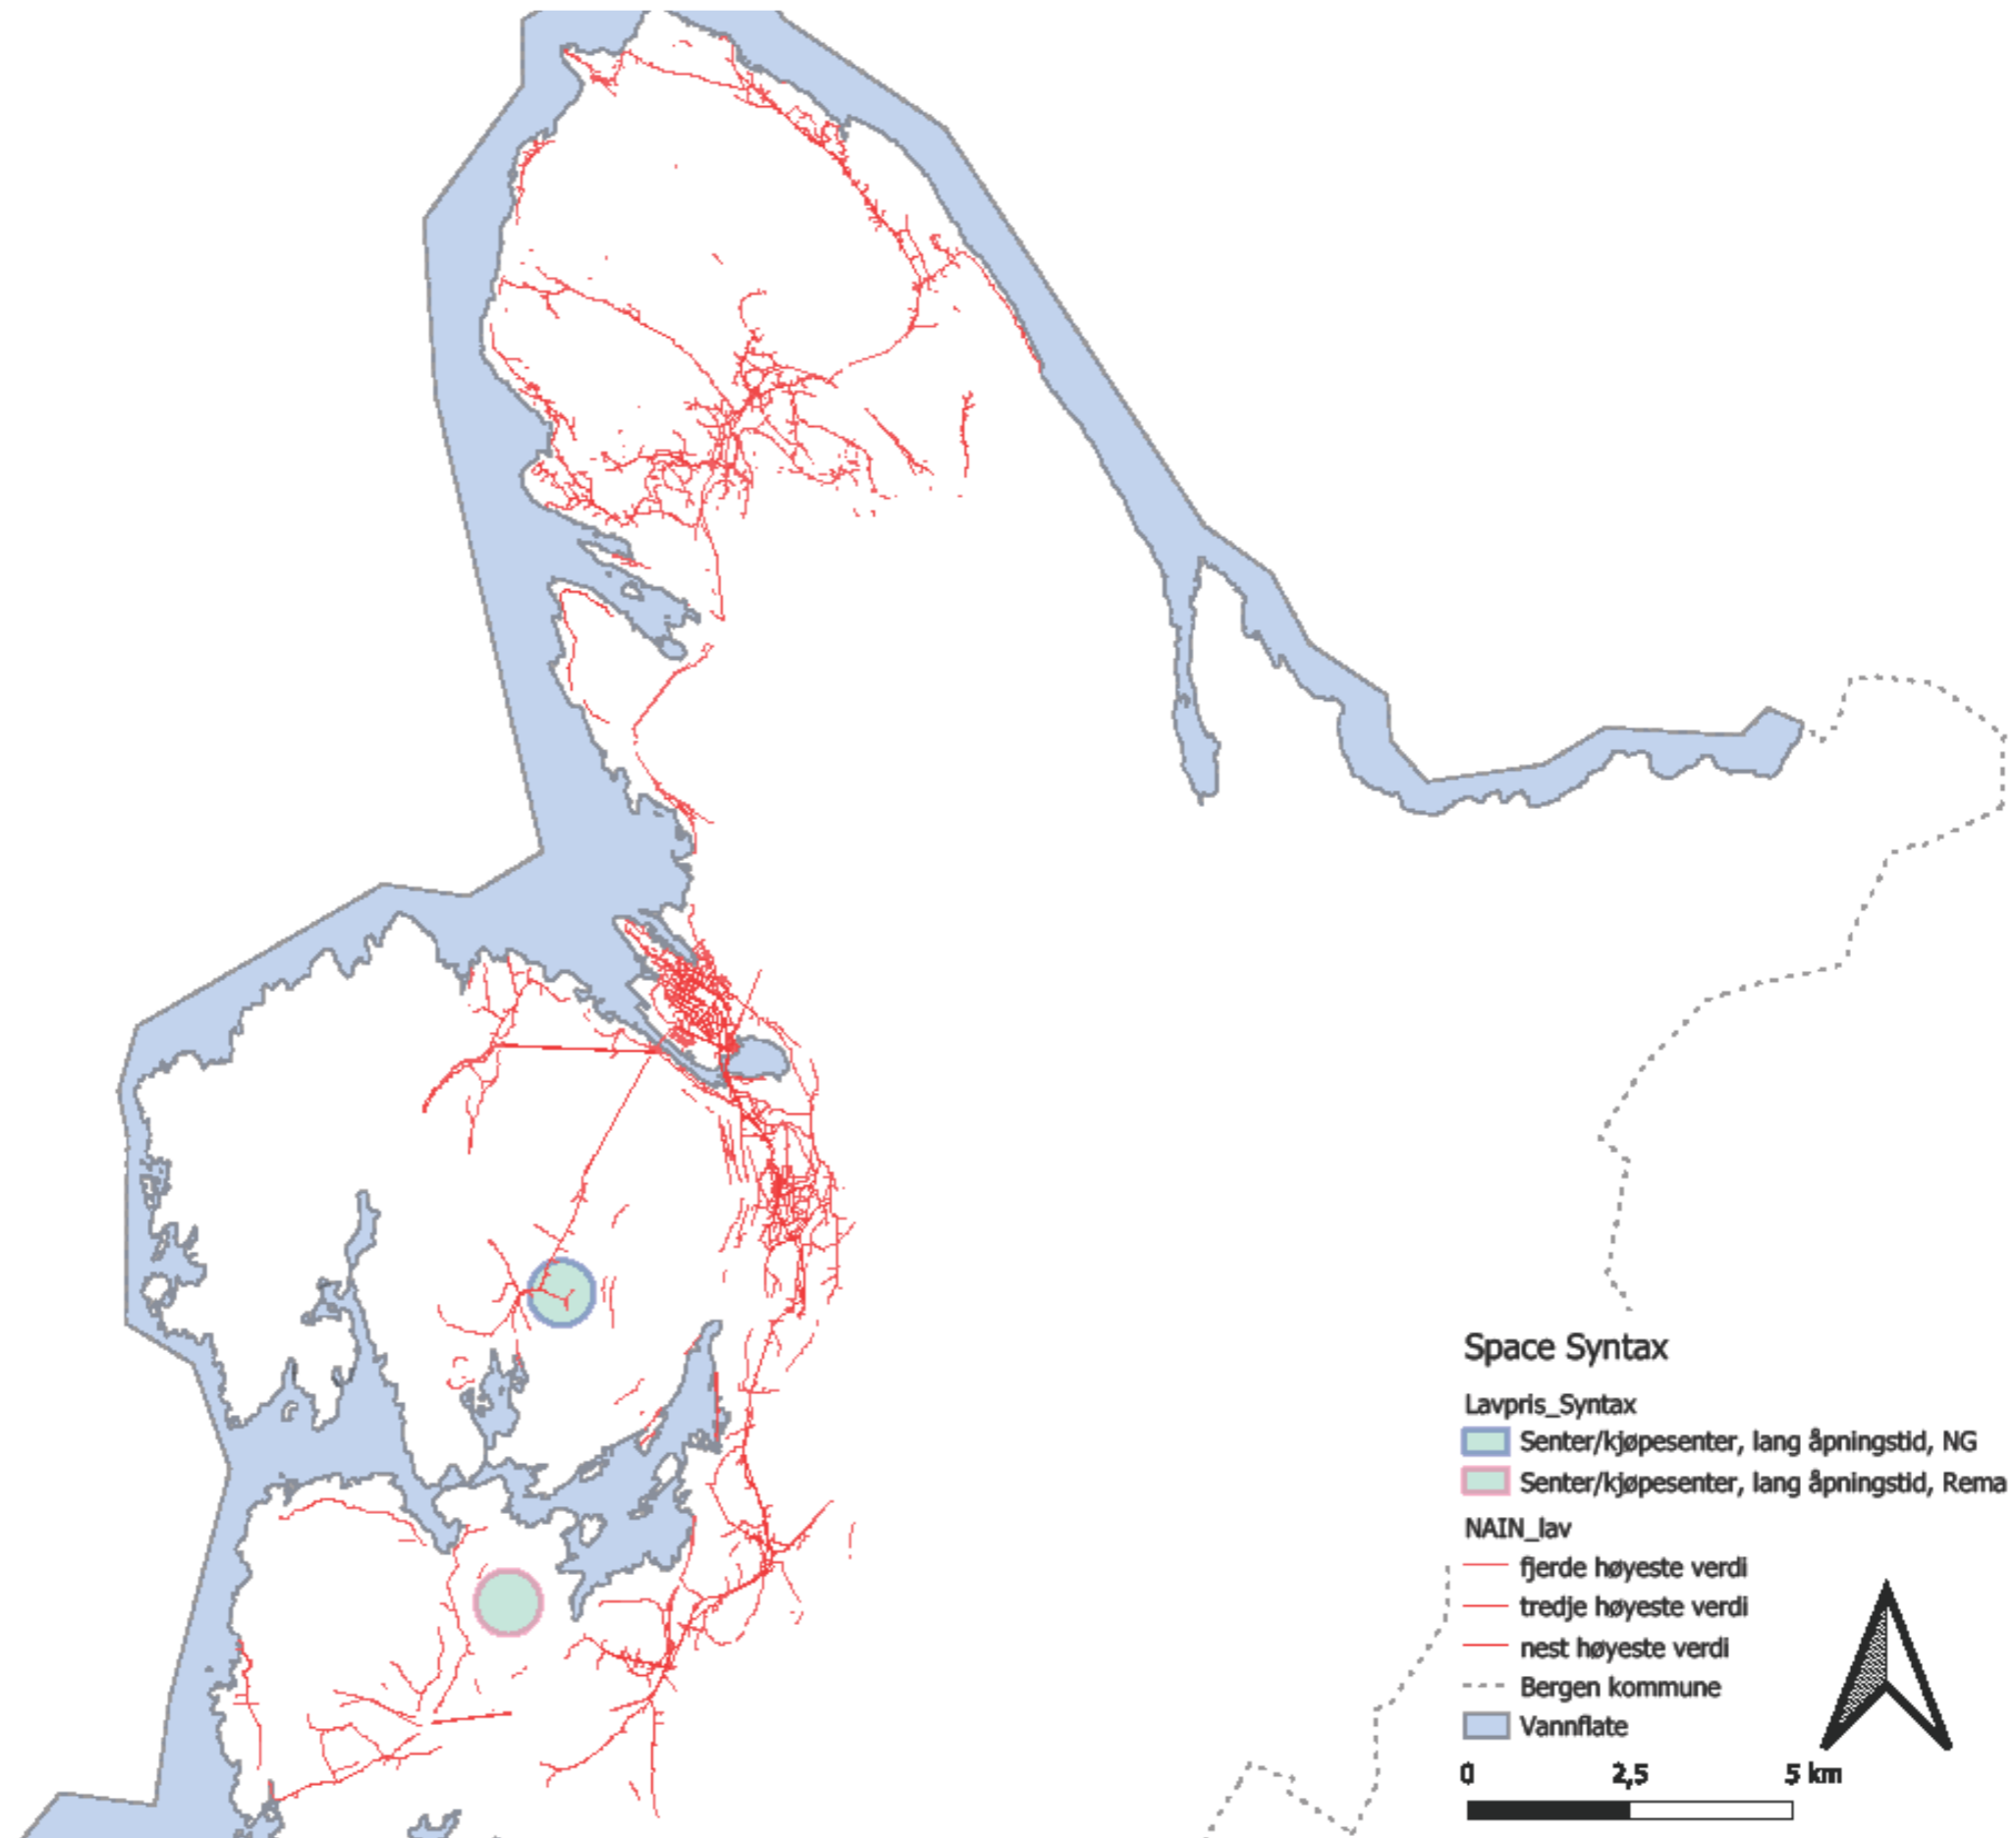 Space Syntax
Lavpris_Syntax
Senter/kjøpesenter, lang åpningstid, NG
Senter/kjøpesenter, lang åpningstid, Rema
NAIN_lav
fjerde høyeste verdi
tredje høyeste verdi
nest høyeste verdi
Bergen kommune
Vannflate
0 2,5 5 km